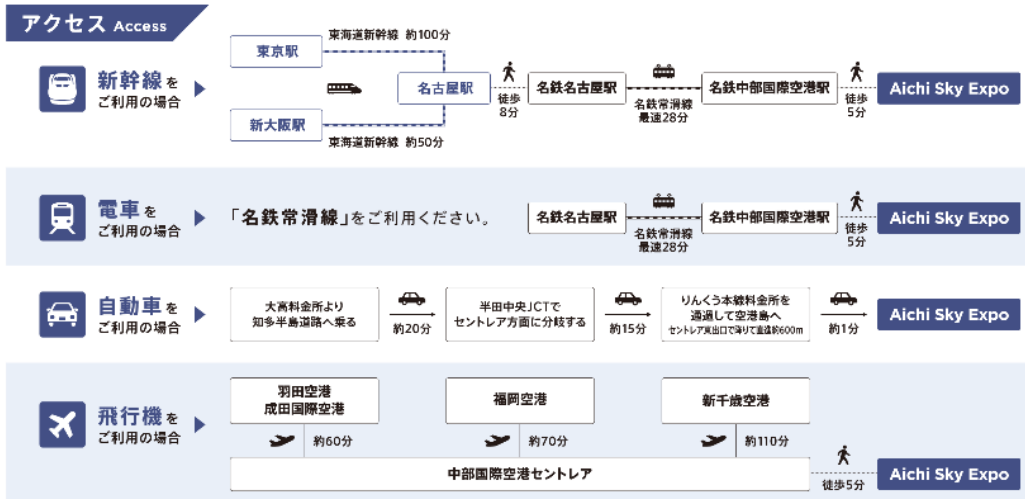 アクセス Access
新幹線を
ご利用の場合
東京駅
東海道新幹線 約100分
新大阪駅
東海道新幹線 約50分
名古屋駅
徒歩
8分
名鉄名古屋駅
名鉄常滑線
最速28分
名鉄中部国際空港駅
徒歩
5分
Aichi Sky Expo
電車を
ご利用の場合
「名鉄常滑線」をご利用ください。
名鉄名古屋駅
名鉄常滑線
最速28分
名鉄中部国際空港駅
徒歩
5分
Aichi Sky Expo
自動車を
ご利用の場合
大高料金所より
知多半島道路へ乗る
約20分
半田中央JCTで
セントレア方面に分岐する
約15分
りんくう本線料金所を
通過して空港島へ
セントレア東出口で降りて直進約600m
約1分
Aichi Sky Expo
飛行機を
ご利用の場合
羽田空港
成田国際空港
約60分
福岡空港
約70分
新千歳空港
約110分
中部国際空港セントレア
徒歩5分
Aichi Sky Expo